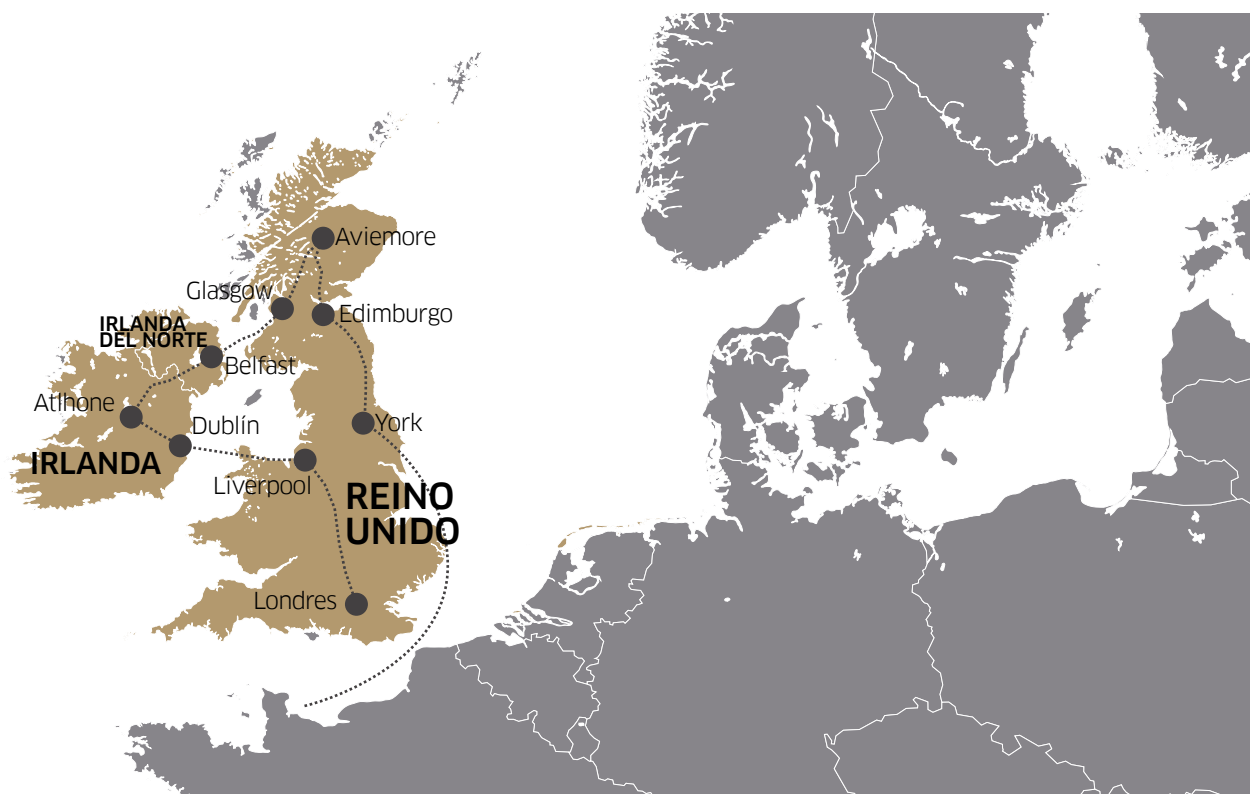 Aviemore
Glasgow
Edimburgo
IRLANDA
DEL NORTE
Belfast
Atlhone
Dublín
York
IRLANDA
Liverpool
REINO
UNIDO
Londres